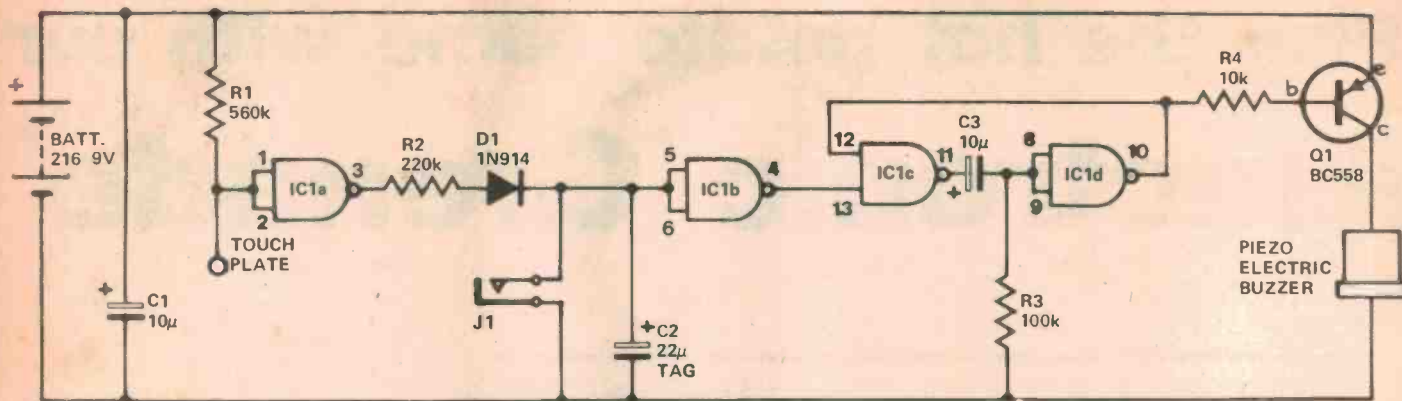 +
BATT.
216 9V
+
C1
10μ
R1
560k
TOUCH
PLATE
1
2
IC1a
3
R2
220k
D1
1N914
J1
+
C2
22μ
TAG
5
6
IC1b
4
12
13
IC1c
11
C3
10μ
+
8
9
IC1d
10
R3
100k
R4
10k
b
e
c
Q1
BC558
PIEZO
ELECTRIC
BUZZER